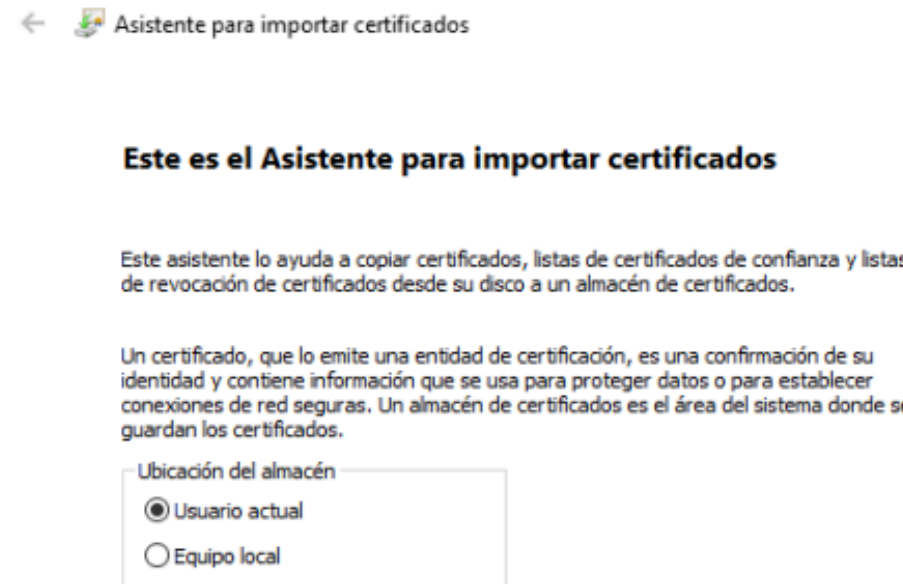 Asistente para importar certificados
Este es el Asistente para importar certificados
Este asistente lo ayuda a copiar certificados, listas de certificados de confianza y listas
de revocación de certificados desde su disco a un almacén de certificados.
Un certificado, que lo emite una entidad de certificación, es una confirmación de su
identidad y contiene información que se usa para proteger datos o para establecer
conexiones de red seguras. Un almacén de certificados es el área del sistema donde se
guardan los certificados.
Ubicación del almacén
Usuario actual
Equipo local